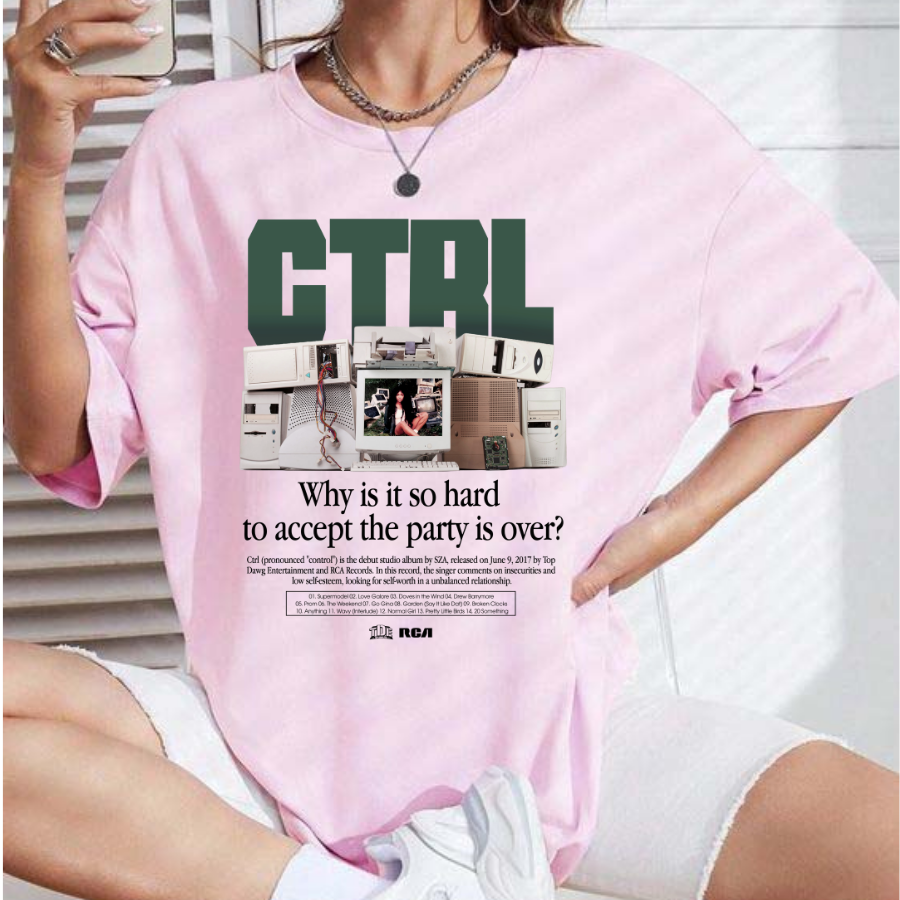 CTRL
Why is it so hard
to accept the party is over?
Ctrl (pronounced "control") is the debut studio album by SZA, released on June 9, 2017 by Top
Dawg Entertainment and RCA Records. In this record, the singer comments on insecurities and
low self-esteem, looking for self-worth in a unbalanced relationship.
01. Supermodel 02. Love Galore 03. Doves in the Wind 04. Drew Barrymore
05. Prom 06. The Weekend 07. Go Gina 08. Garden (Say It Like Dat) 09. Broken Clocks
10. Anything 11. Wavy (Interlude) 12. Normal Girl 13. Pretty Little Birds 14. 20 Something
TDE RCA